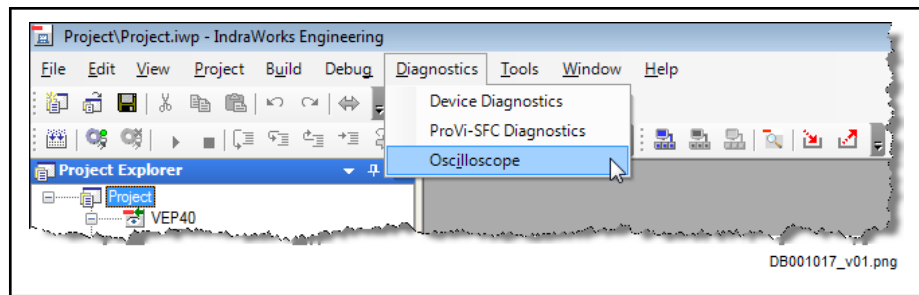 Project\Project.iwp - IndraWorks Engineering
File Edit View Project Build Debug Diagnostics Tools Window Help
Device Diagnostics
ProVi-SFC Diagnostics
Oscilloscope
Project Explorer
Project
VEP40
DB001017_v01.png